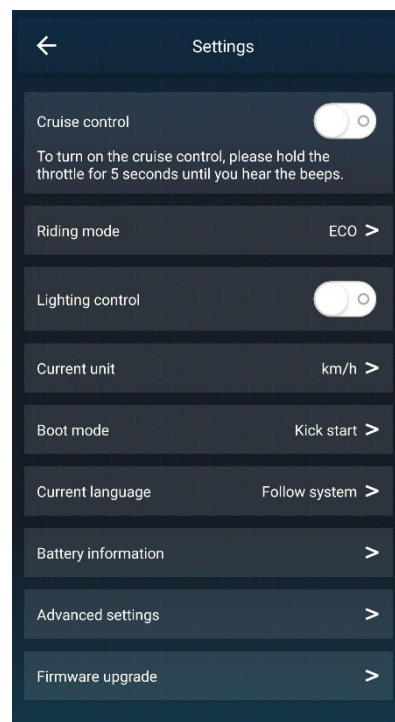 Settings
Cruise control
To turn on the cruise control, please hold the
throttle for 5 seconds until you hear the beeps.
Riding mode ECO >
Lighting control
Current unit km/h >
Boot mode Kick start >
Current language Follow system >
Battery information >
Advanced settings >
Firmware upgrade >